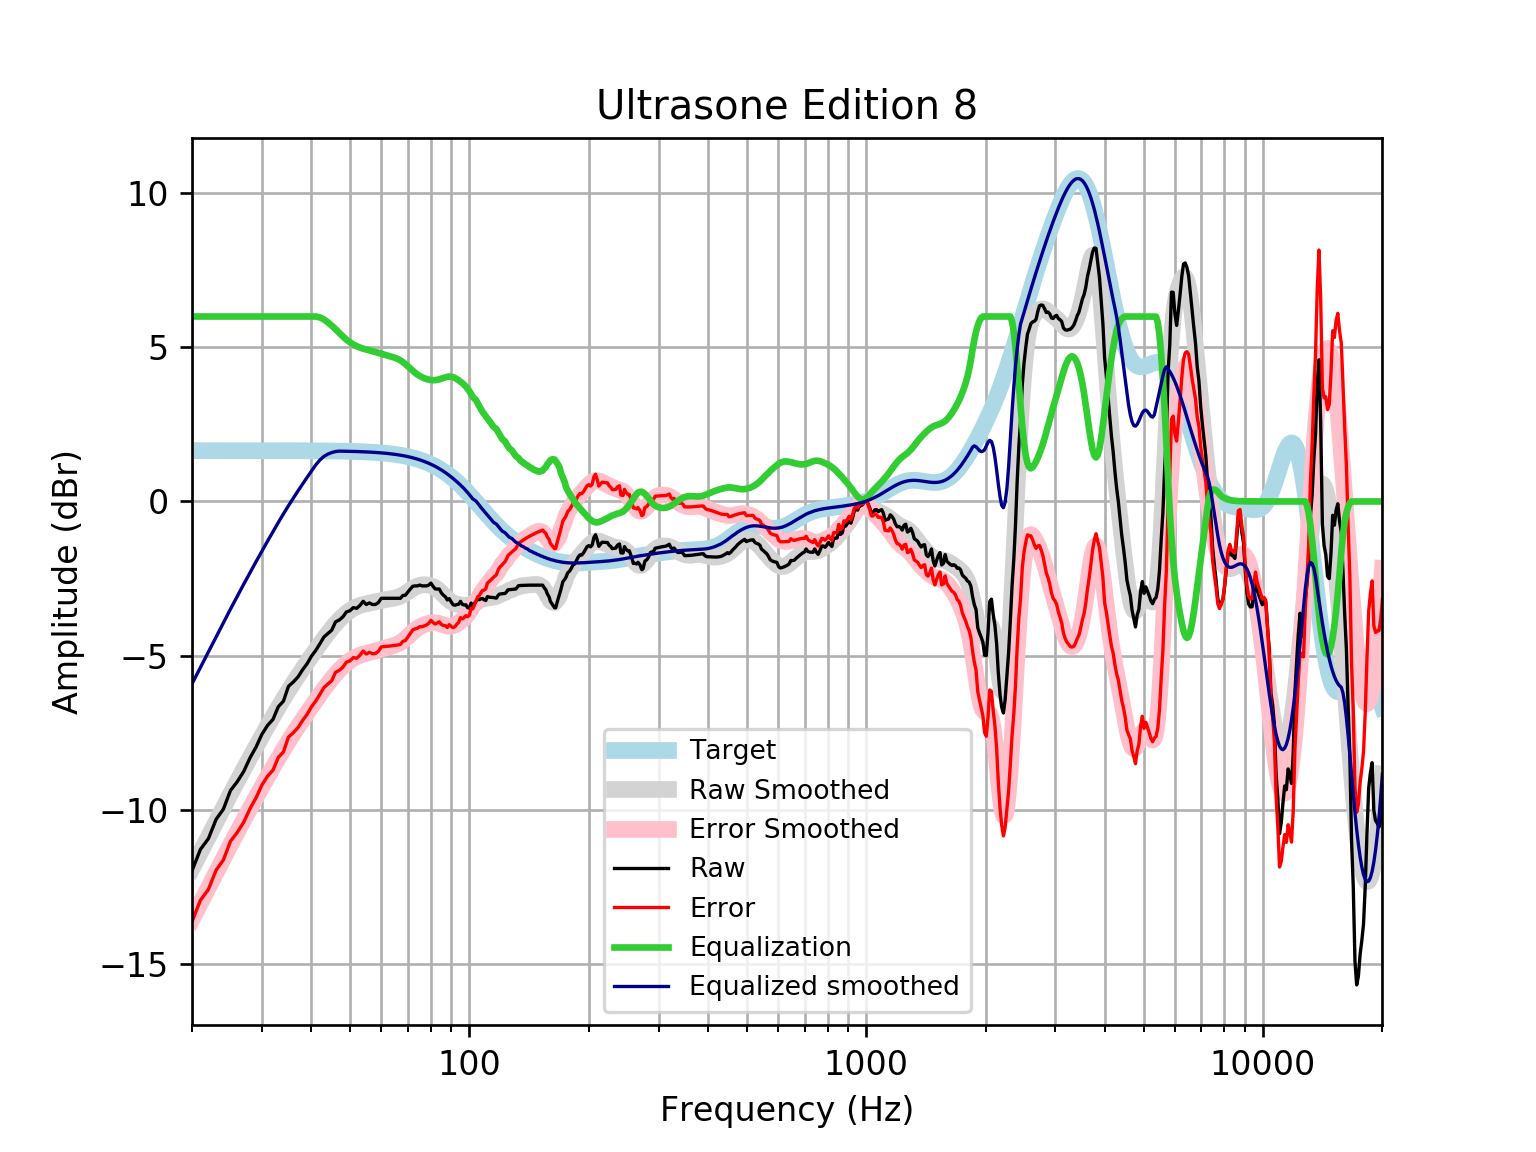 Ultrasone Edition 8
Amplitude (dBr)
10
5
0
−5
−10
−15
Target
Raw Smoothed
Error Smoothed
Raw
Error
Equalization
Equalized smoothed
100
1000
10000
Frequency (Hz)